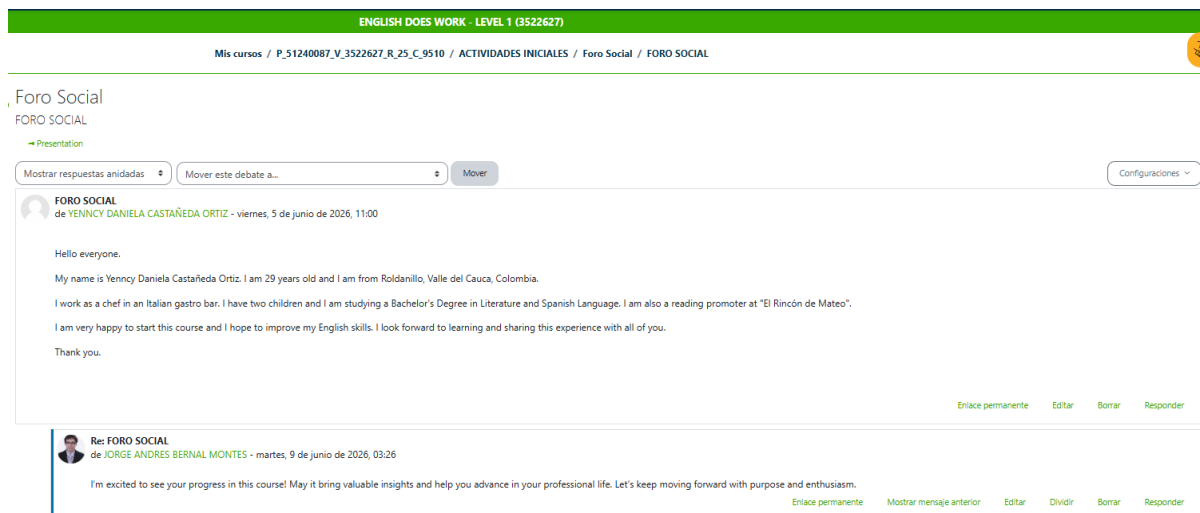 ENGLISH DOES WORK - LEVEL 1 (3522627)
Mis cursos / P_51240087_V_3522627_R_25_C_9510 / ACTIVIDADES INICIALES / Foro Social / FORO SOCIAL
Foro Social
FORO SOCIAL
Presentation
Mostrar respuestas anidadas
Mover este debate a...
Mover
Configuraciones
FORO SOCIAL
de YENNCY DANIELA CASTAÑEDA ORTIZ - viernes, 5 de junio de 2026, 11:00
Hello everyone.
My name is Yenncy Daniela Castañeda Ortiz. I am 29 years old and I am from Roldanillo, Valle del Cauca, Colombia.
I work as a chef in an Italian gastro bar. I have two children and I am studying a Bachelor's Degree in Literature and Spanish Language. I am also a reading promoter at "El Rincón de Mateo".
I am very happy to start this course and I hope to improve my English skills. I look forward to learning and sharing this experience with all of you.
Thank you.
Enlace permanente Editar Borrar Responder
Re: FORO SOCIAL
de JORGE ANDRES BERNAL MONTES - martes, 9 de junio de 2026, 03:26
I'm excited to see your progress in this course! May it bring valuable insights and help you advance in your professional life. Let's keep moving forward with purpose and enthusiasm.
Enlace permanente Mostrar mensaje anterior Editar Dividir Borrar Responder